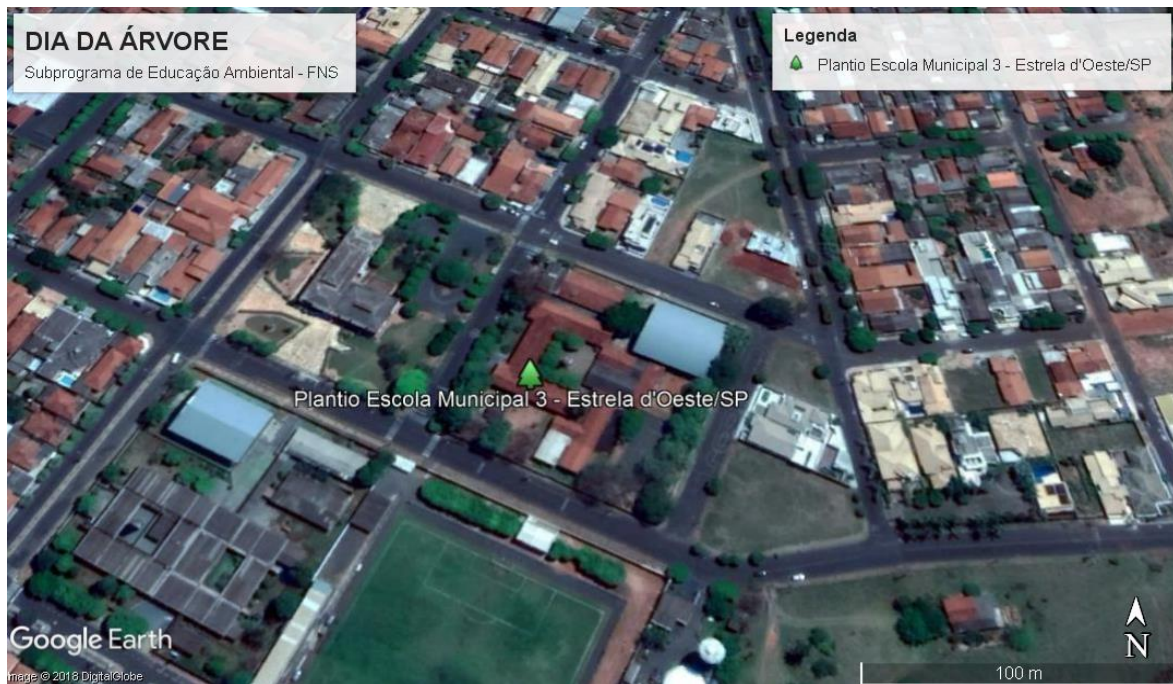 DIA DA ÁRVORE
Subprograma de Educação Ambiental - FNS
Legenda
Plantio Escola Municipal 3 - Estrela d'Oeste/SP
Plantio Escola Municipal 3 - Estrela d'Oeste/SP
Google Earth
Image © 2018 DigitalGlobe
N
100 m